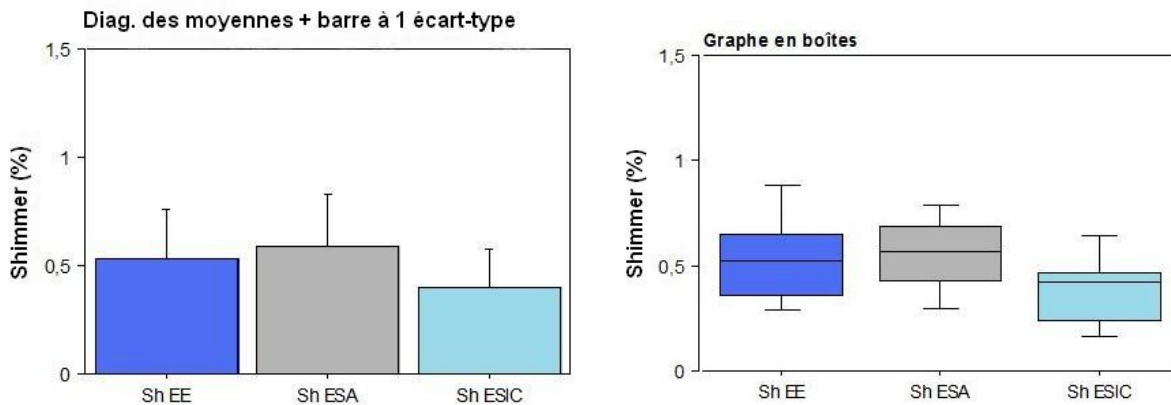 Diag. des moyennes + barre à 1 écart-type
1,5
1
0,5
0
Shimmer (%)
Sh EE
Sh ESA
Sh ESIC
Graphe en boîtes
1,5
1
0,5
0
Shimmer (%)
Sh EE
Sh ESA
Sh ESIC